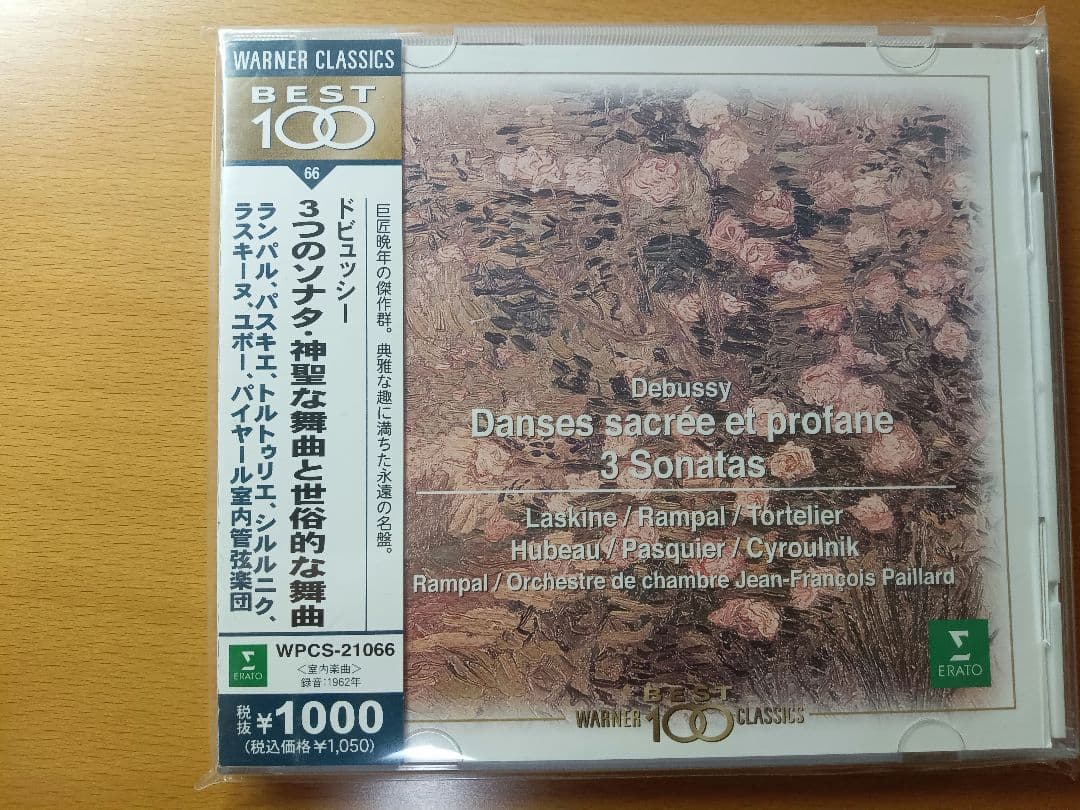 WARNER CLASSICS
BEST
100
66
巨匠晩年の傑作群。典雅な趣に満ちた永遠の名盤。
ドビュッシー
3つのソナタ・神聖な舞曲と世俗的な舞曲
ランパル、パスキエ、トルトゥリエ、シルルニク、
ラスキーヌ、ユボー、パイヤール室内管弦楽団
ERATO
WPCS-21066
<室内楽曲>
録音:1962年
税抜¥1000
(税込価格¥1,050)
Debussy
Danses sacrée et profane
3 Sonatas
Laskine / Rampal / Tortelier
Hubeau / Pasquier / Cyroulnik
Rampal / Orchestre de chambre Jean-François Paillard
ERATO
BEST
WARNER 100 CLASSICS